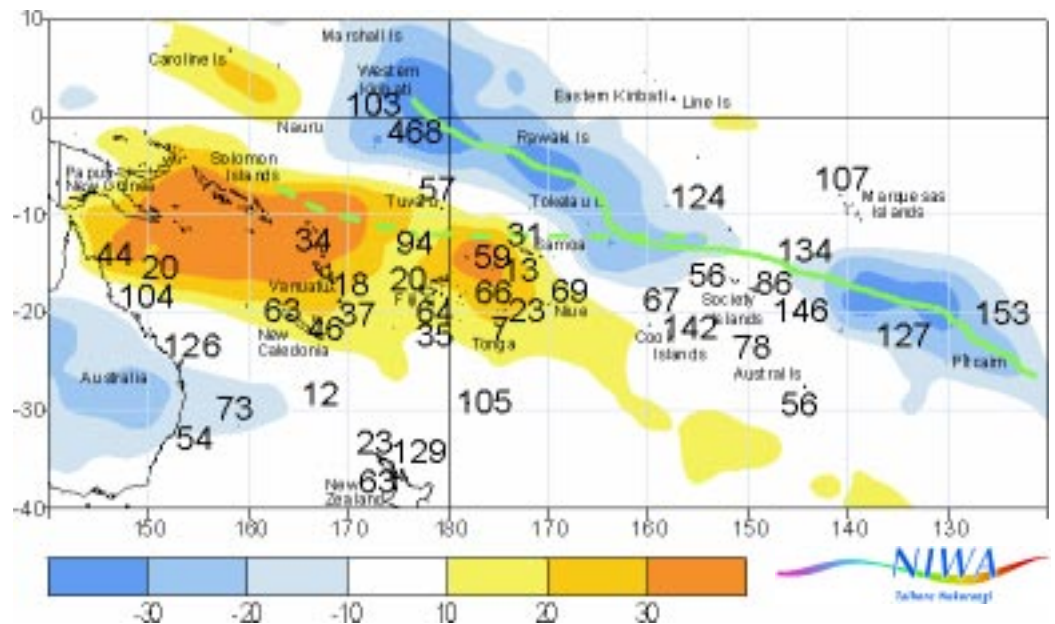 10
Marshall Is
Caroline Is
Western
Kiribati
103
Eastern Kiribati
Line Is
0
Nauru
468
Rawaki Is
Solomon
Islands
Papua
New Guinea
57
124
107
Tuvalu
Tokelau
Marquesas
Islands
-10
44
34
94
31
Samoa
134
20
59
13
56
86
104
Vanuatu
18
20
66
69
67
Society
Islands
146
153
-20
63
37
64
23
Niue
New
Caledonia
46
35
7
Tonga
Cook
Islands
142
127
126
78
Pitcairn
Australia
Austral Is
12
105
56
-30
73
54
23
129
New
Zealand
63
-40
150 160 170 180 170 160 150 140 130
-30 -20 -10 10 20 30
NIWA
Taihoro Nukurangi